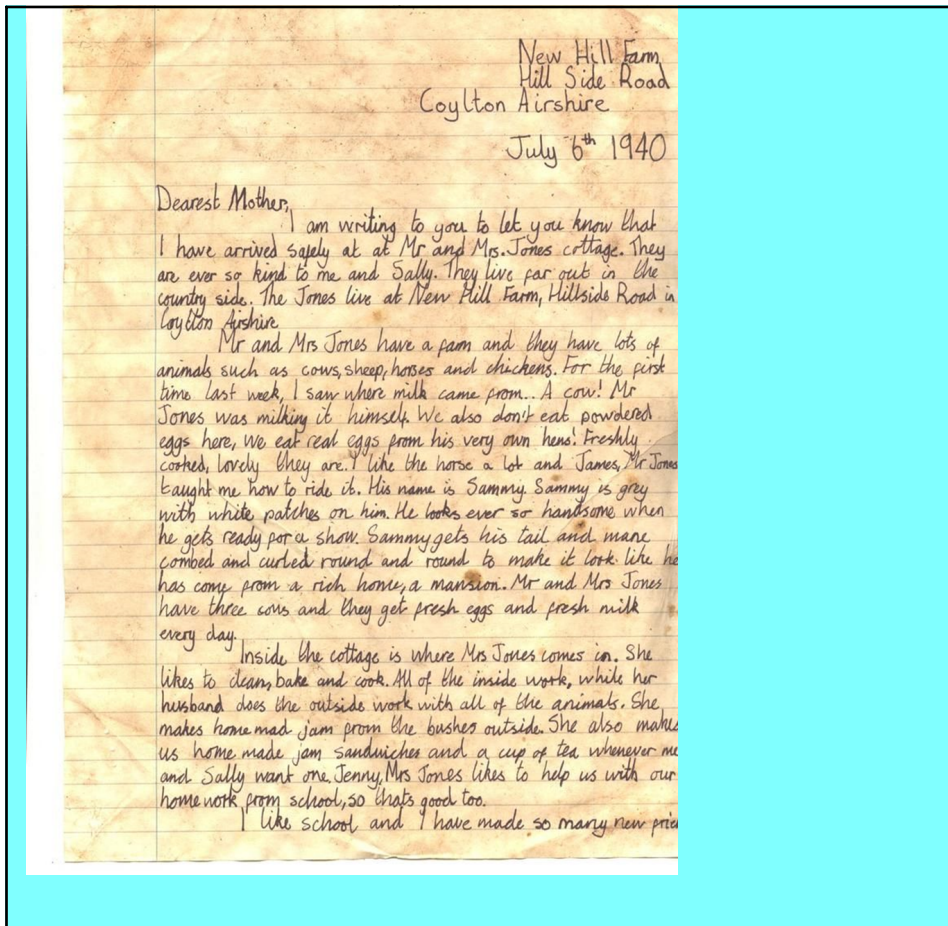 New Hill Farm
Hill Side Road
Coylton Airshire
July 6th 1940
Dearest Mother,
I am writing to you to let you know that
I have arrived safely at at Mr and Mrs. Jones cottage. They
are ever so kind to me and Sally. They live far out in the
country side. The Jones live at New Hill Farm, Hillside Road in
Coylton Airshire
Mr and Mrs Jones have a farm and they have lots of
animals such as cows, sheep, horses and chickens. For the first
time last week, I saw where milk came from.. A cow! Mr
Jones was milking it himself. We also don't eat powdered
eggs here, We eat real eggs from his very own hens! Freshly
cooked, lovely they are. I like the horse a lot and James, Mr Jones
taught me how to ride it. His name is Sammy. Sammy is grey
with white patches on him. He looks ever so handsome when
he gets ready for a show. Sammy gets his tail and mane
combed and curled round and round to make it look like he
has come from a rich home, a mansion. Mr and Mrs Jones
have three cows and they get fresh eggs and fresh milk
every day.
Inside the cottage is where Mrs Jones comes in. She
likes to clean, bake and cook. All of the inside work, while her
husband does the outside work with all of the animals. She
makes home mad jam from the bushes outside. She also makes
us home made jam sandwiches and a cup of tea whenever me
and Sally want one. Jenny, Mrs Jones likes to help us with our
homework from school, so thats good too.
I like school and I have made so many new frie